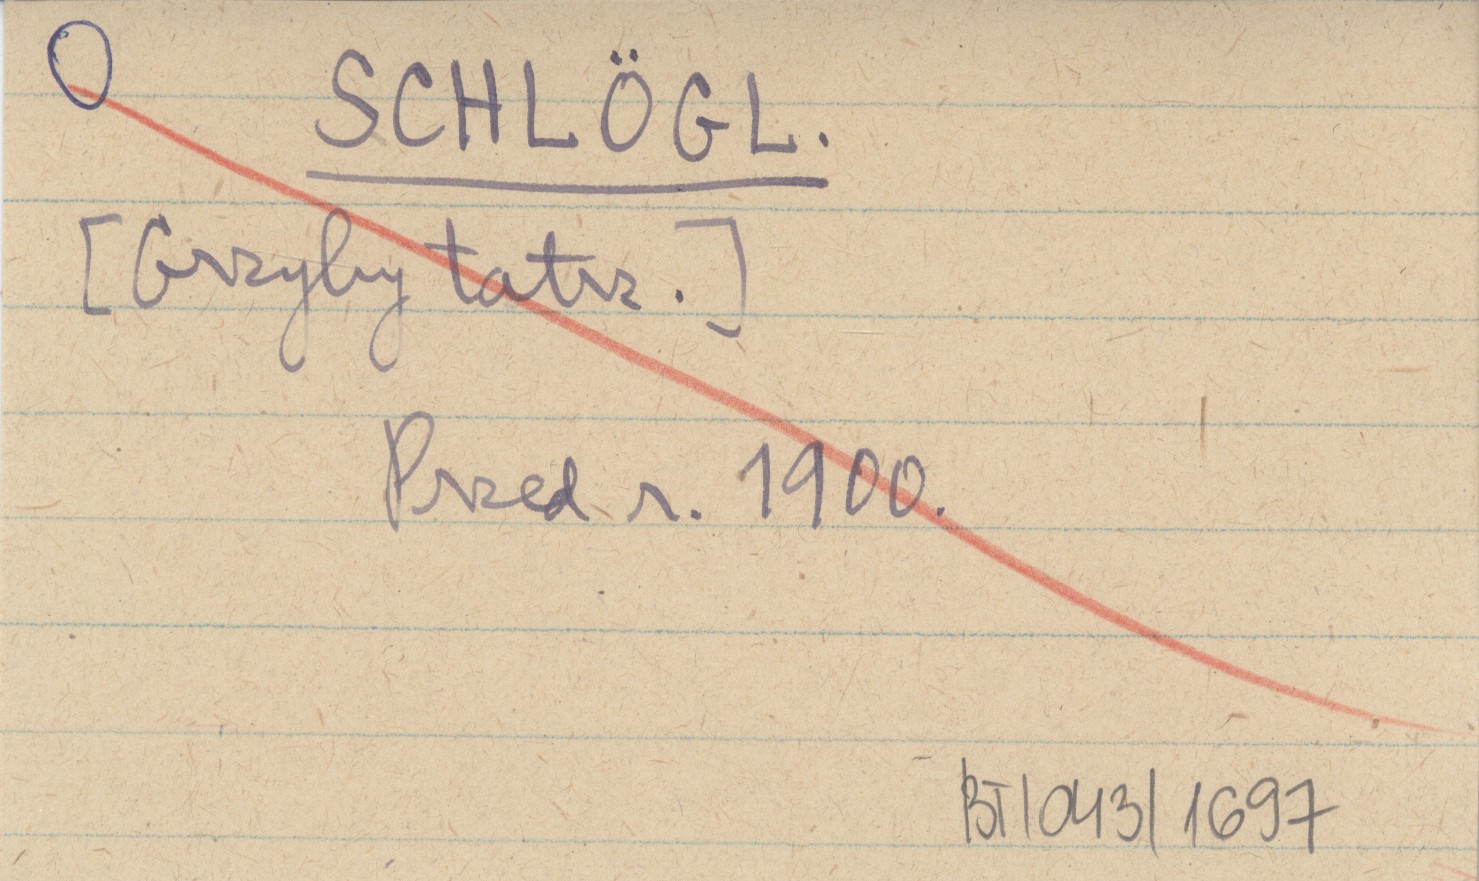 SCHLÖGL.
[Grzyby tatrz.]
Przed r. 1900.
BT/043/1697